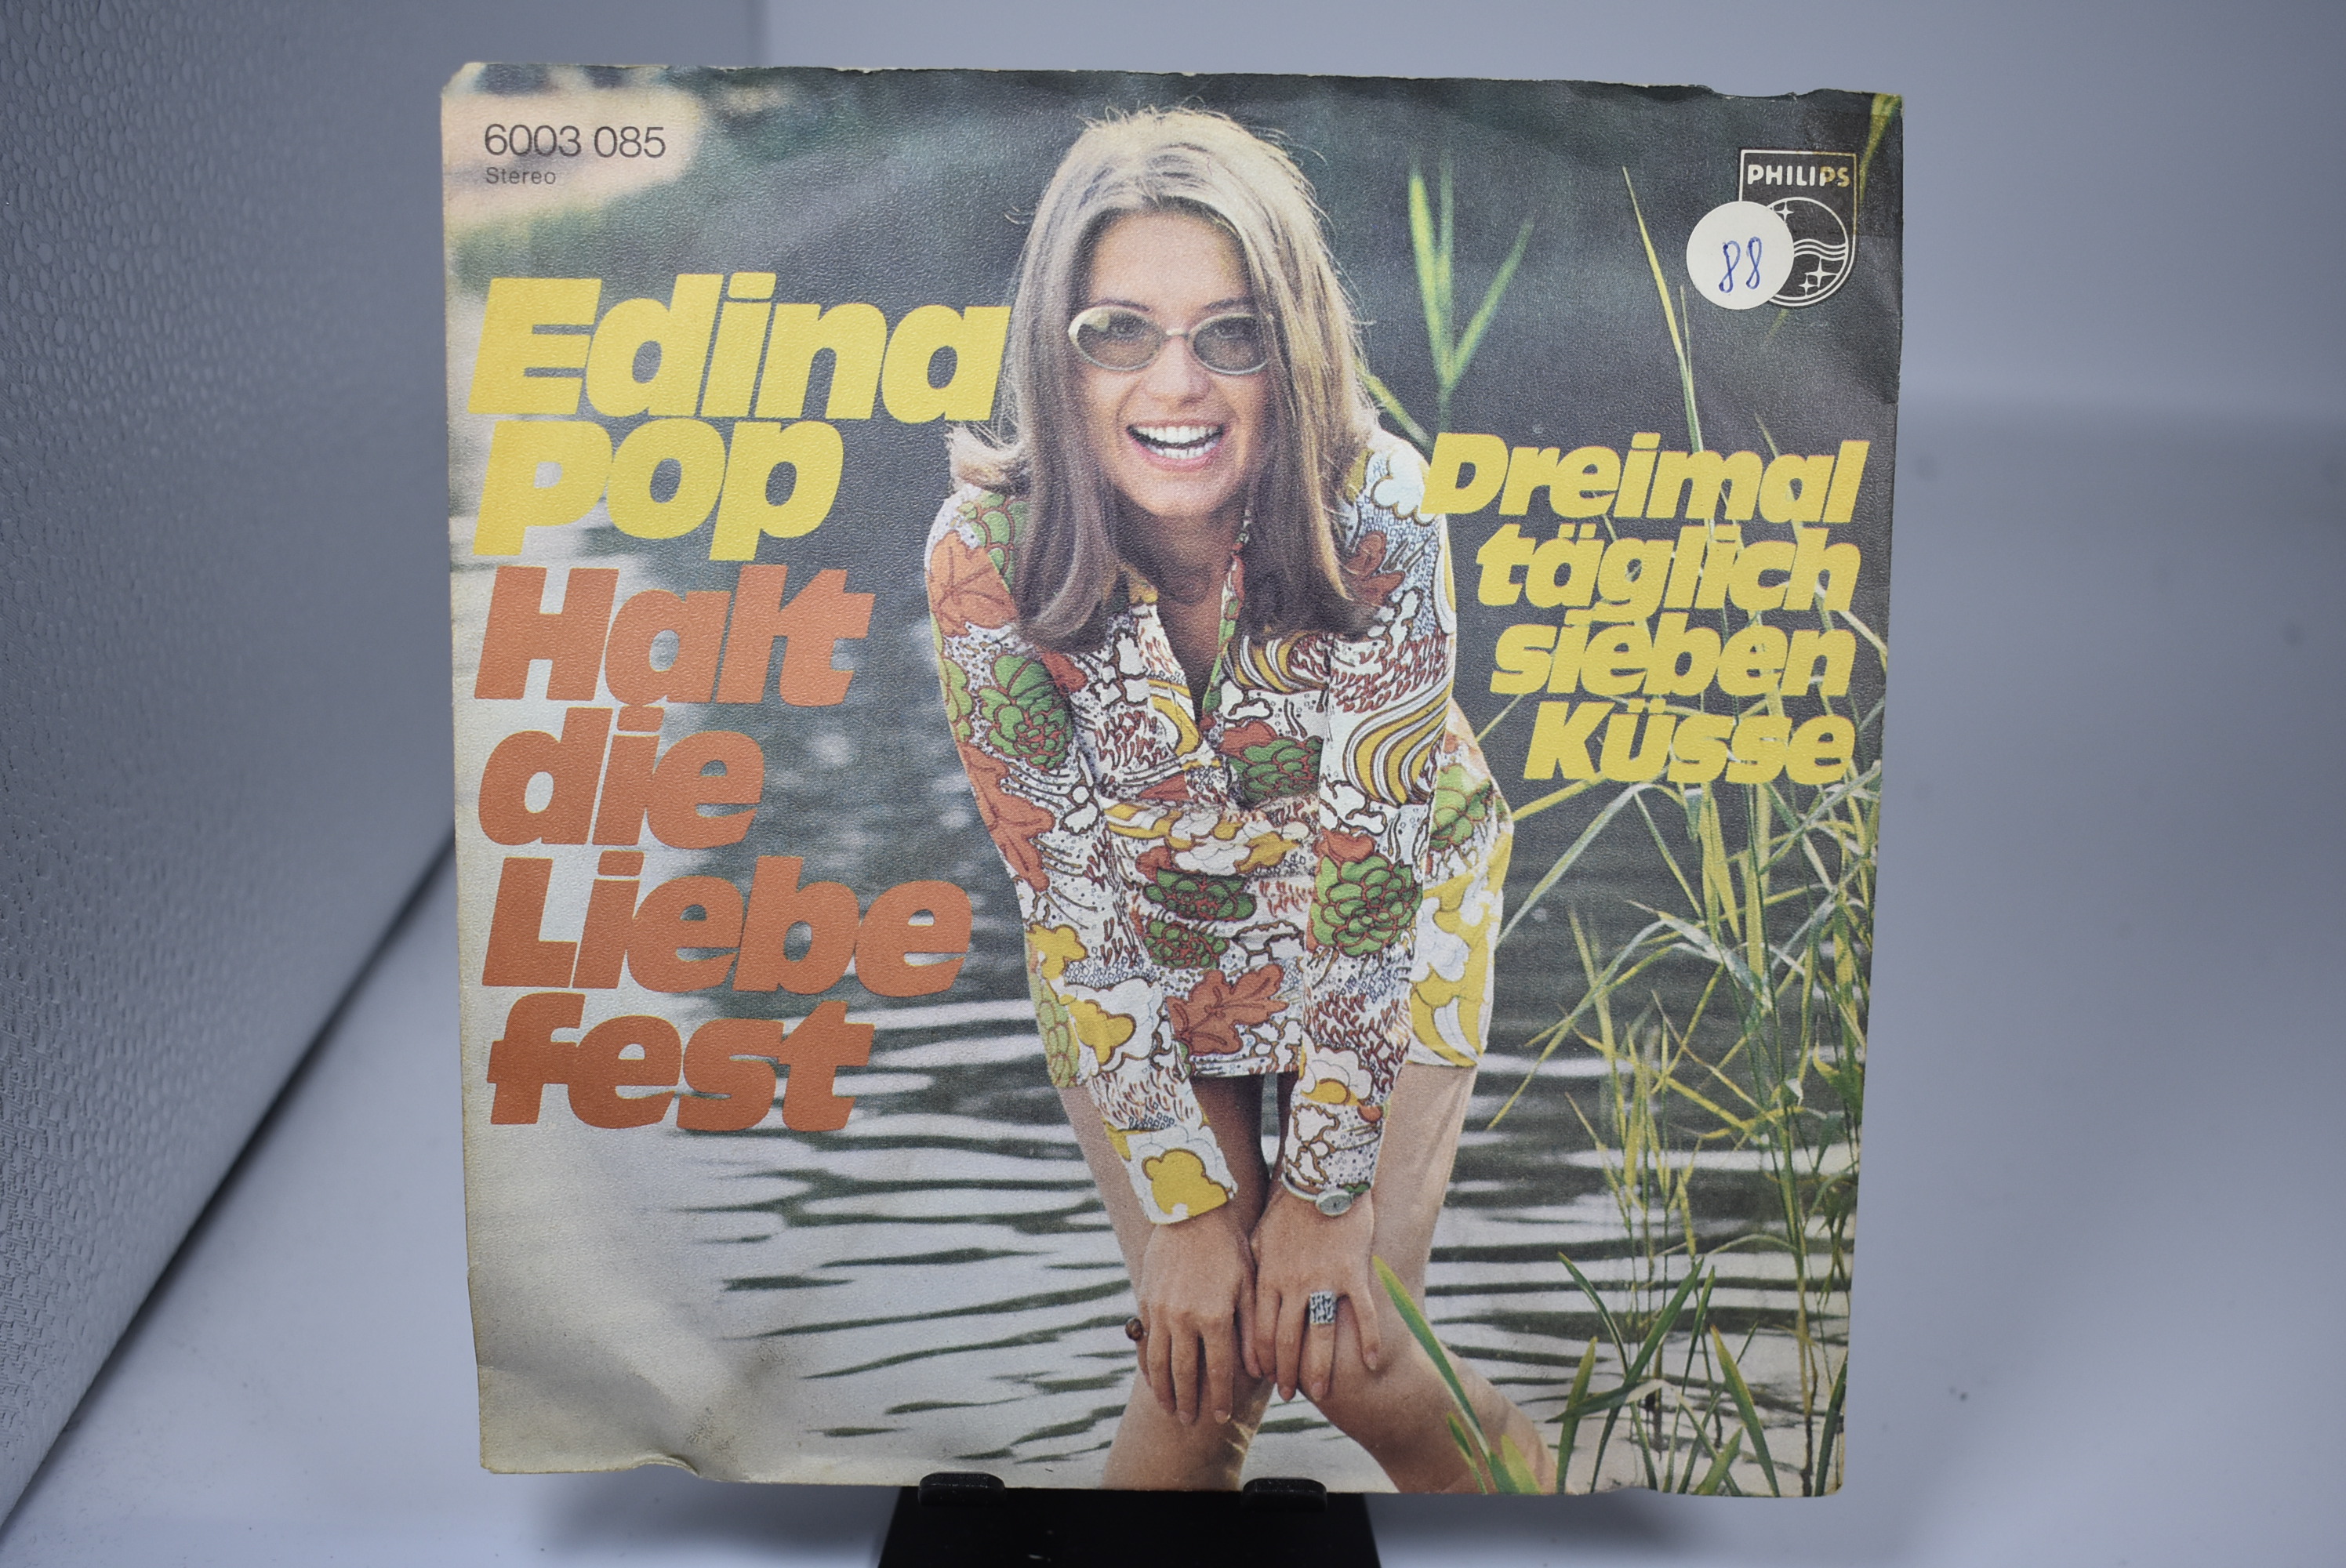 6003 085
Stereo
PHILIPS
88
Edina
pop
Halt
die
Liebe
fest
Dreimal
täglich
sieben
Küsse